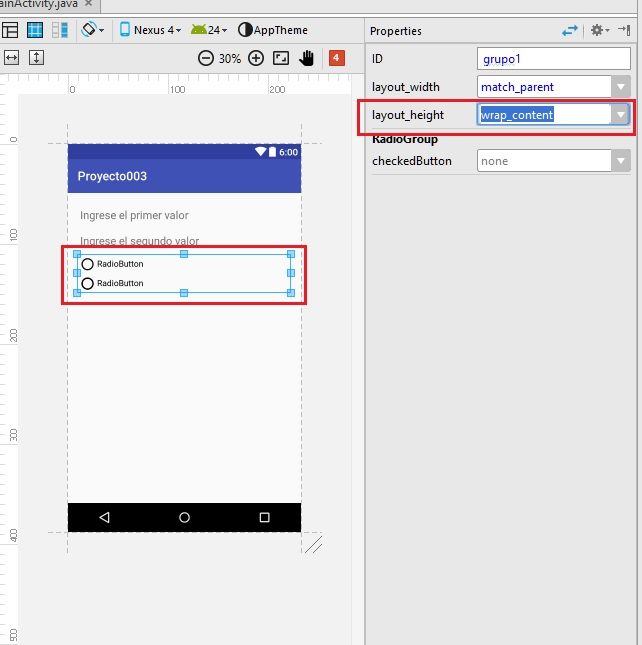 ainActivity.java ×
Nexus 4
24
AppTheme
Properties
30%
4
ID
grupo1
layout_width
match_parent
layout_height
wrap_content
RadioGroup
checkedButton
none
0
100
200
0
100
200
300
400
500
6:00
Proyecto003
Ingrese el primer valor
Ingrese el segundo valor
RadioButton
RadioButton